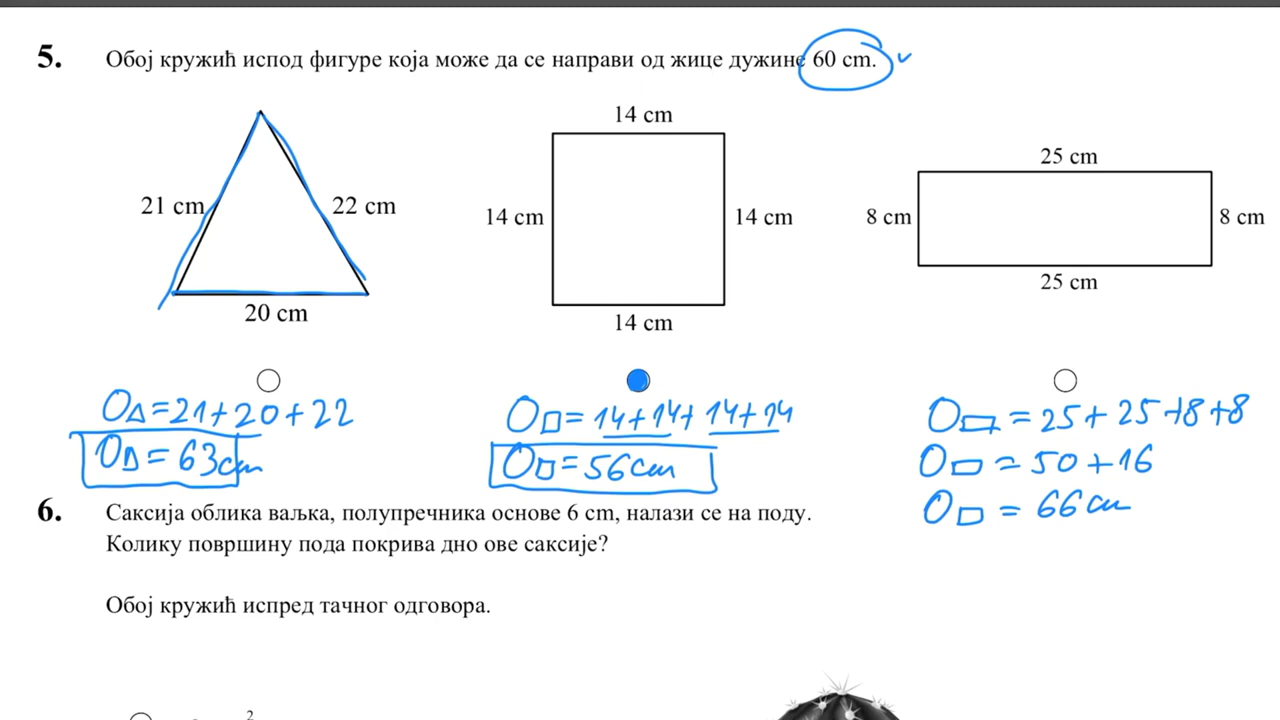 5. Обој кружић испод фигуре која може да се направи од жице дужине 60 cm.
14 cm
25 cm
21 cm 22 cm 14 cm 14 cm 8 cm 8 cm
25 cm
20 cm 14 cm
O△=21+20+22 O□=14+14+14+14 O▭=25+25+8+8
O△=63cm O□=56cm O▭=50+16
O▭=66cm
6. Саксија облика ваљка, полупречника основе 6 cm, налази се на поду.
Колику површину пода покрива дно ове саксије?
Обој кружић испред тачног одговора.
2